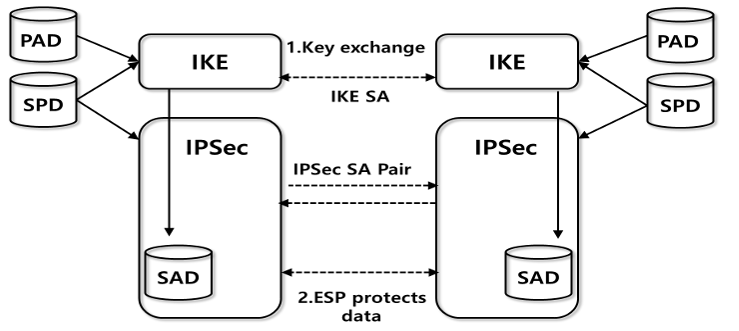 PAD
IKE
1.Key exchange
IKE
PAD
SPD
IKE SA
SPD
IPSec
IPSec
IPSec SA Pair
SAD
SAD
2.ESP protects
data